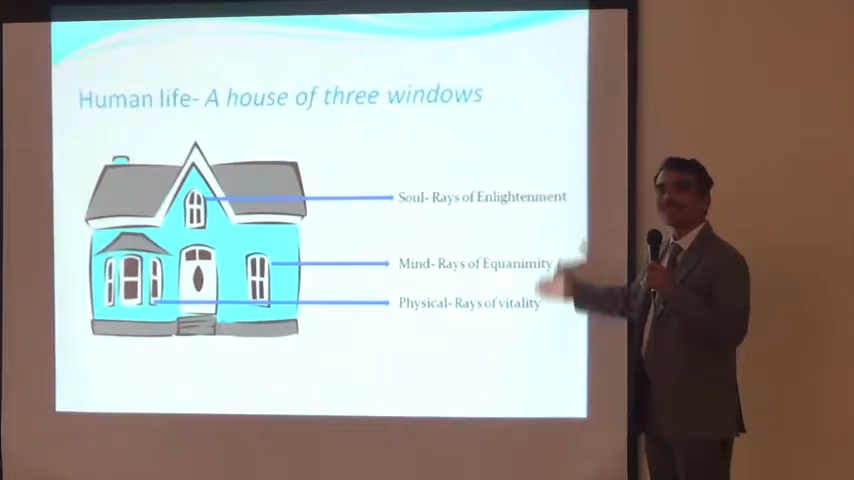 Human life- A house of three windows
Soul- Rays of Enlightenment
Mind- Rays of Equanimity
Physical- Rays of vitality